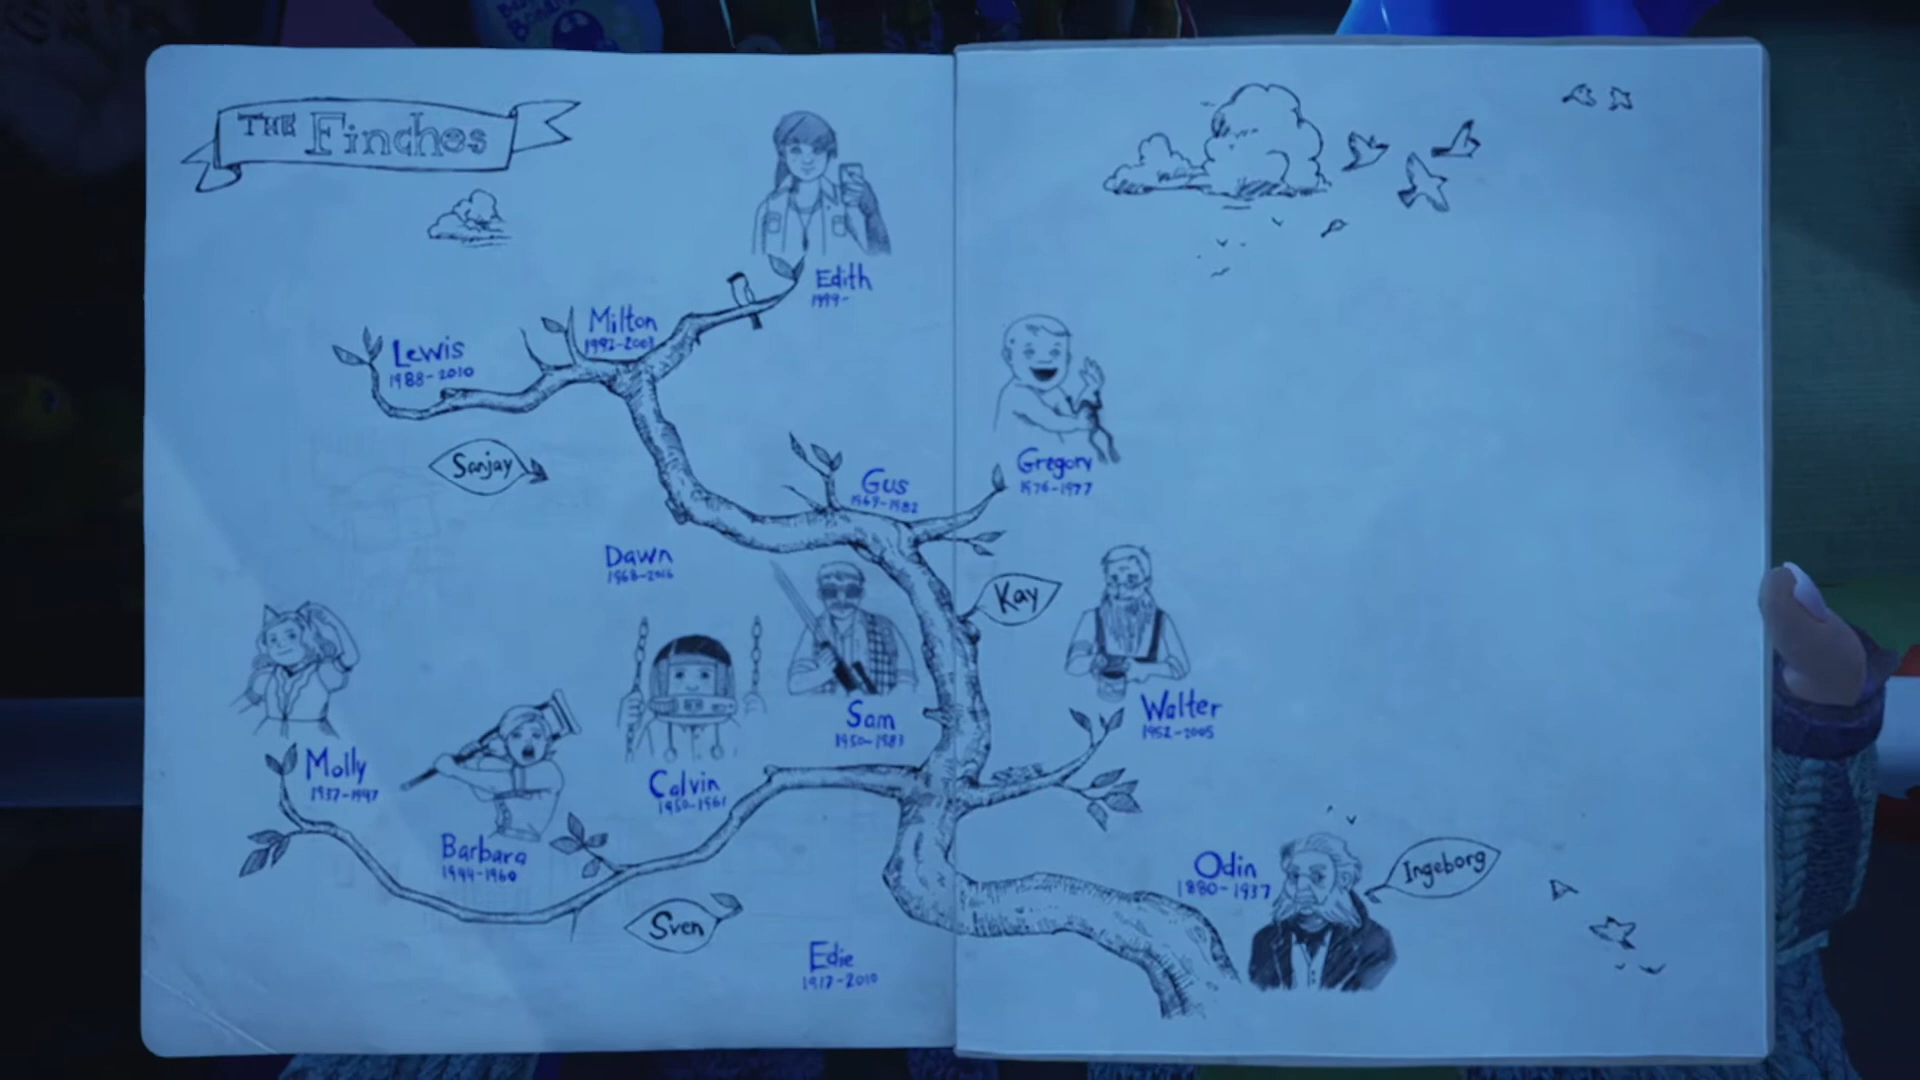 THE Finches
Edith
1999-
Milton
1992-2003
Lewis
1988-2010
Sanjay
Gus
1969-1982
Gregory
1976-1977
Dawn
1968-2016
Kay
Sam
1950-1983
Walter
1952-2005
Molly
1937-1947
Calvin
1950-1961
Barbara
1944-1960
Odin
1880-1937
Ingeborg
Sven
Edie
1917-2010